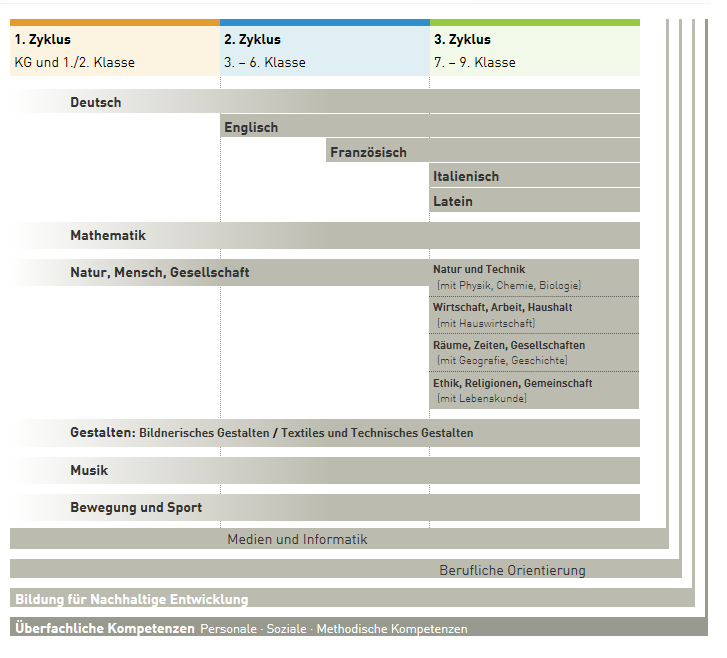 1. Zyklus
KG und 1./2. Klasse
2. Zyklus
3. – 6. Klasse
3. Zyklus
7. – 9. Klasse
Deutsch
Englisch
Französisch
Italienisch
Latein
Mathematik
Natur, Mensch, Gesellschaft
Natur und Technik
(mit Physik, Chemie, Biologie)
Wirtschaft, Arbeit, Haushalt
(mit Hauswirtschaft)
Räume, Zeiten, Gesellschaften
(mit Geografie, Geschichte)
Ethik, Religionen, Gemeinschaft
(mit Lebenskunde)
Gestalten: Bildnerisches Gestalten / Textiles und Technisches Gestalten
Musik
Bewegung und Sport
Medien und Informatik
Berufliche Orientierung
Bildung für Nachhaltige Entwicklung
Überfachliche Kompetenzen Personale · Soziale · Methodische Kompetenzen